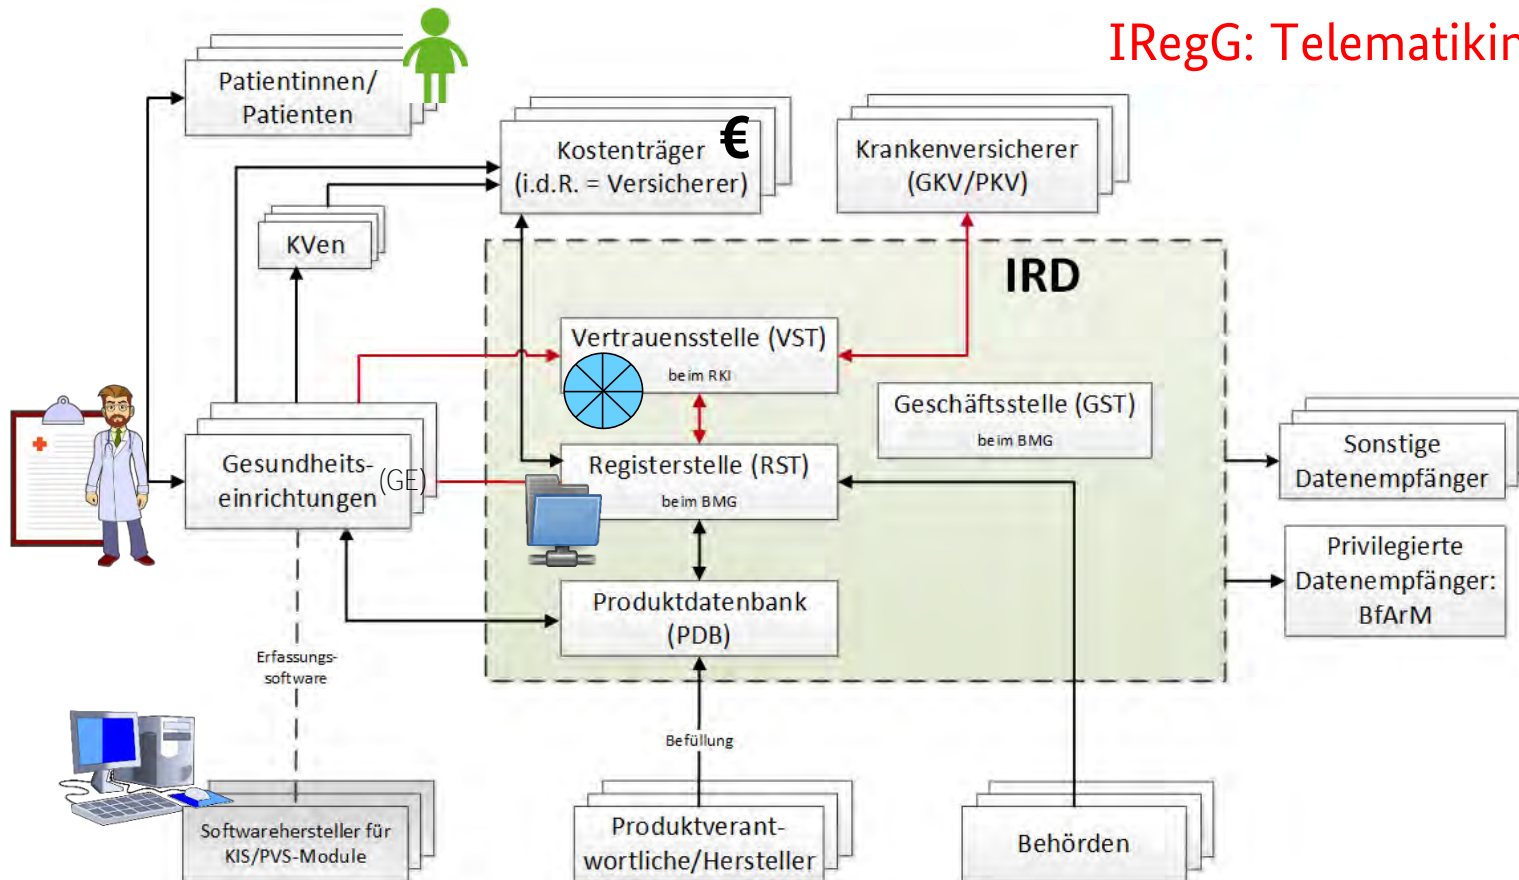 IRegG: Telematikin
Patientinnen/
Patienten
Kostenträger €
(i.d.R. = Versicherer)
Krankenversicherer
(GKV/PKV)
KVen
IRD
Vertrauensstelle (VST)
beim RKI
Geschäftsstelle (GST)
beim BMG
Gesundheits-
einrichtungen (GE)
Registerstelle (RST)
beim BMG
Sonstige
Datenempfänger
Privilegierte
Datenempfänger:
BfArM
Produktdatenbank
(PDB)
Erfassungs-
software
Befüllung
Softwarehersteller für
KIS/PVS-Module
Produktverant-
wortliche/Hersteller
Behörden